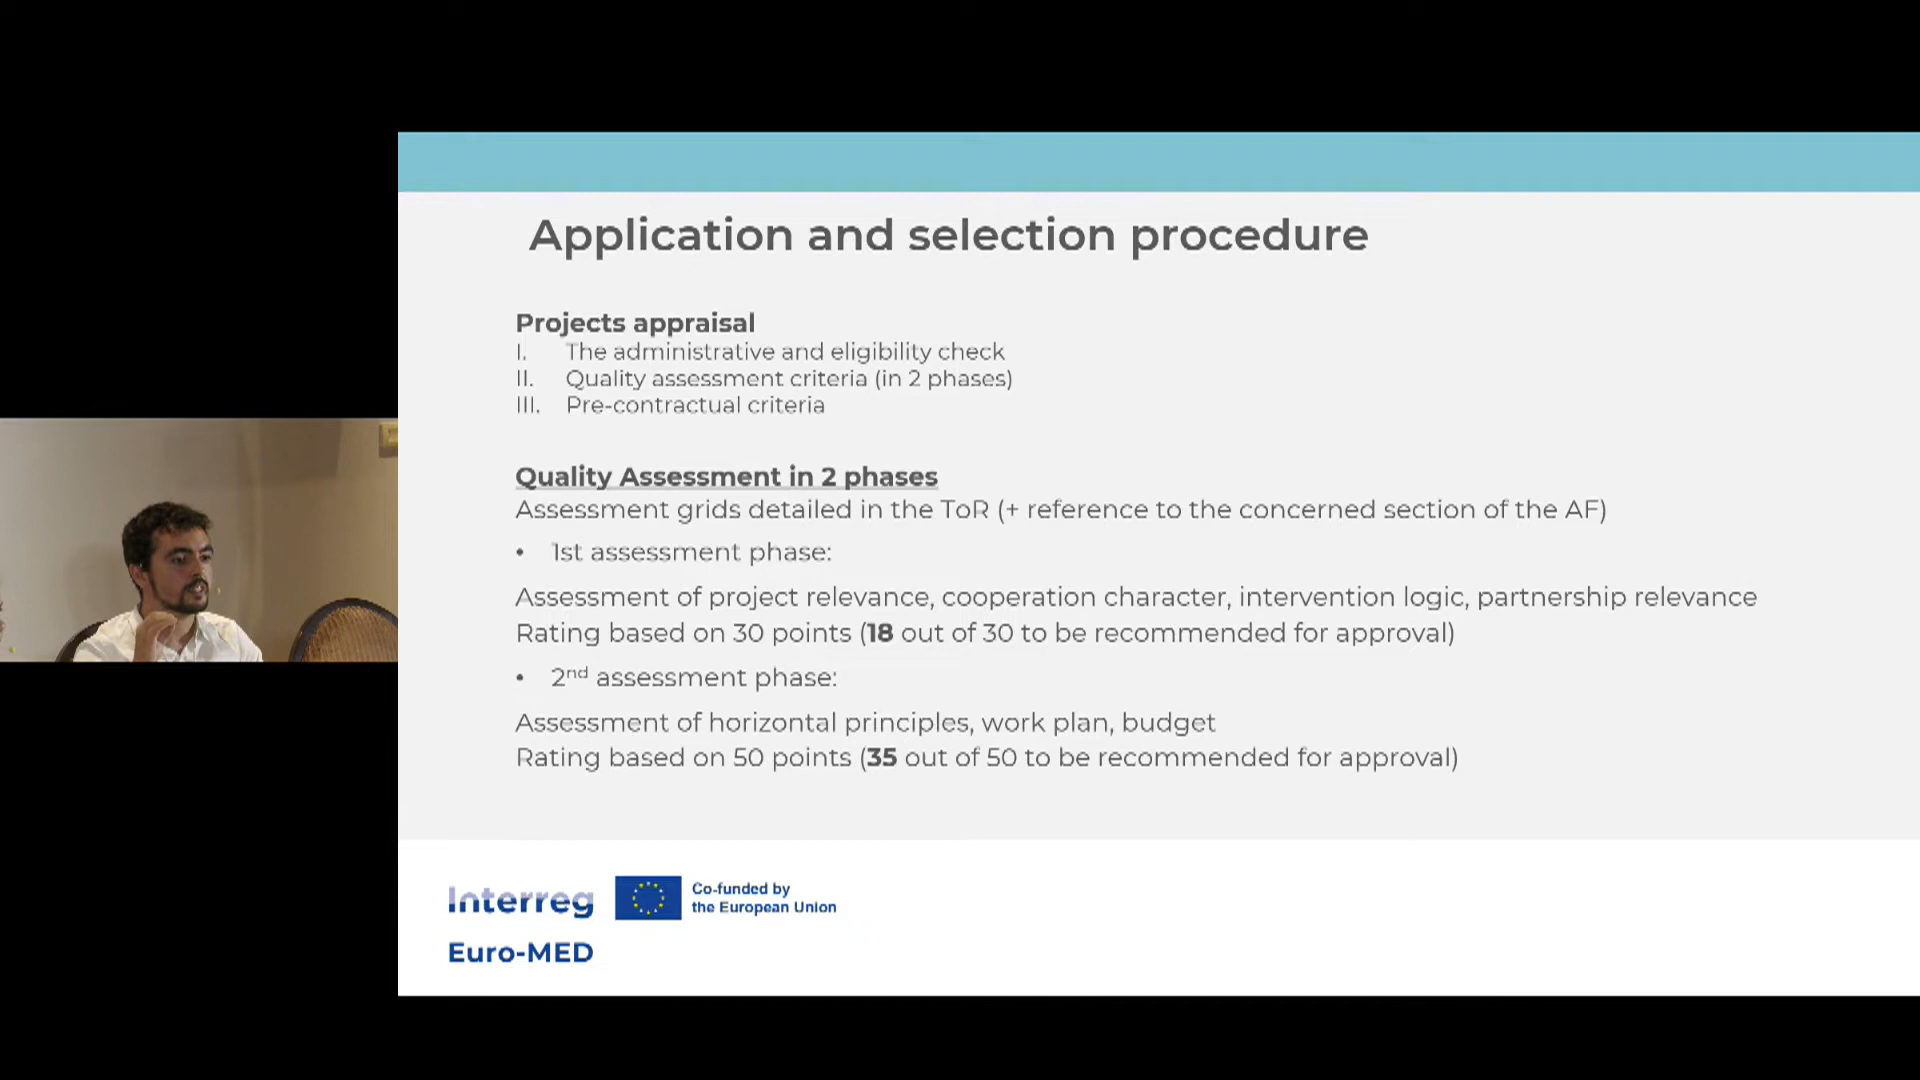 Application and selection procedure
Projects appraisal
I. The administrative and eligibility check
II. Quality assessment criteria (in 2 phases)
III. Pre-contractual criteria
Quality Assessment in 2 phases
Assessment grids detailed in the ToR (+ reference to the concerned section of the AF)
• 1st assessment phase:
Assessment of project relevance, cooperation character, intervention logic, partnership relevance
Rating based on 30 points (18 out of 30 to be recommended for approval)
• 2nd assessment phase:
Assessment of horizontal principles, work plan, budget
Rating based on 50 points (35 out of 50 to be recommended for approval)
Interreg
Co-funded by
the European Union
Euro-MED